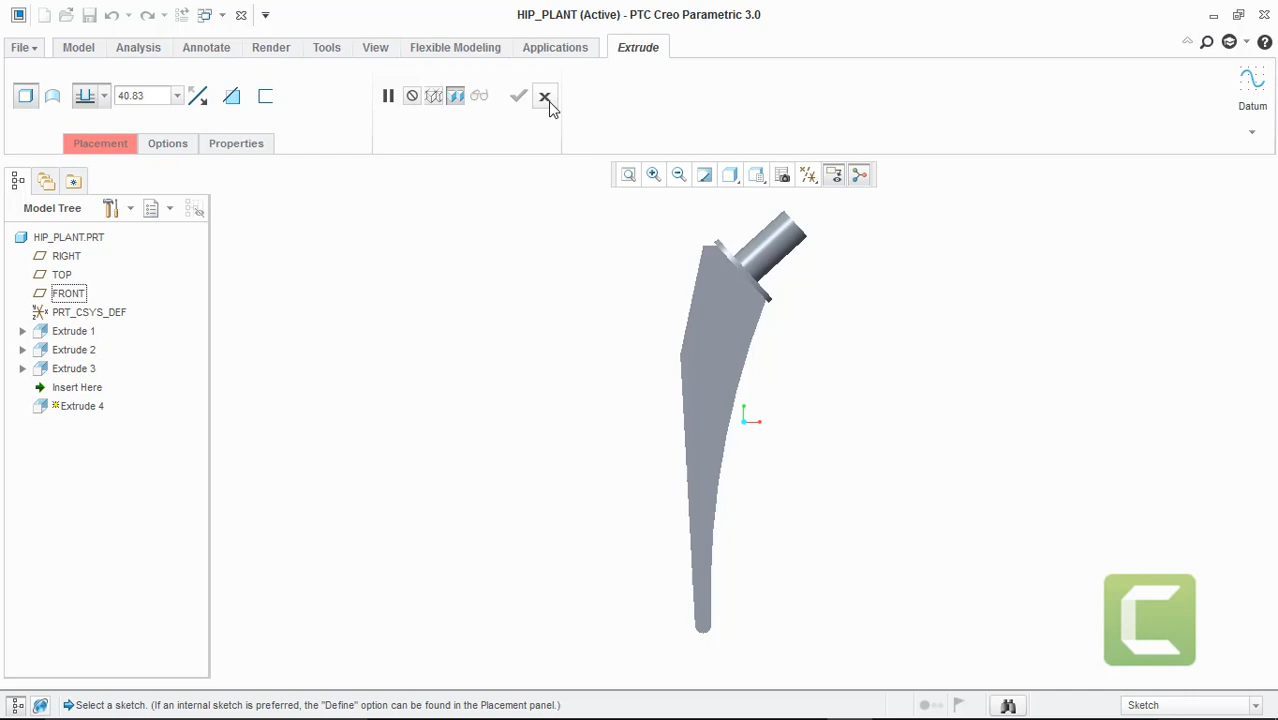 HIP_PLANT (Active) - PTC Creo Parametric 3.0
File Model Analysis Annotate Render Tools View Flexible Modeling Applications Extrude
40.83
Datum
Placement Options Properties
Model Tree
HIP_PLANT.PRT
RIGHT
TOP
FRONT
PRT_CSYS_DEF
Extrude 1
Extrude 2
Extrude 3
Insert Here
Extrude 4
Select a sketch. (If an internal sketch is preferred, the "Define" option can be found in the Placement panel.)
Sketch